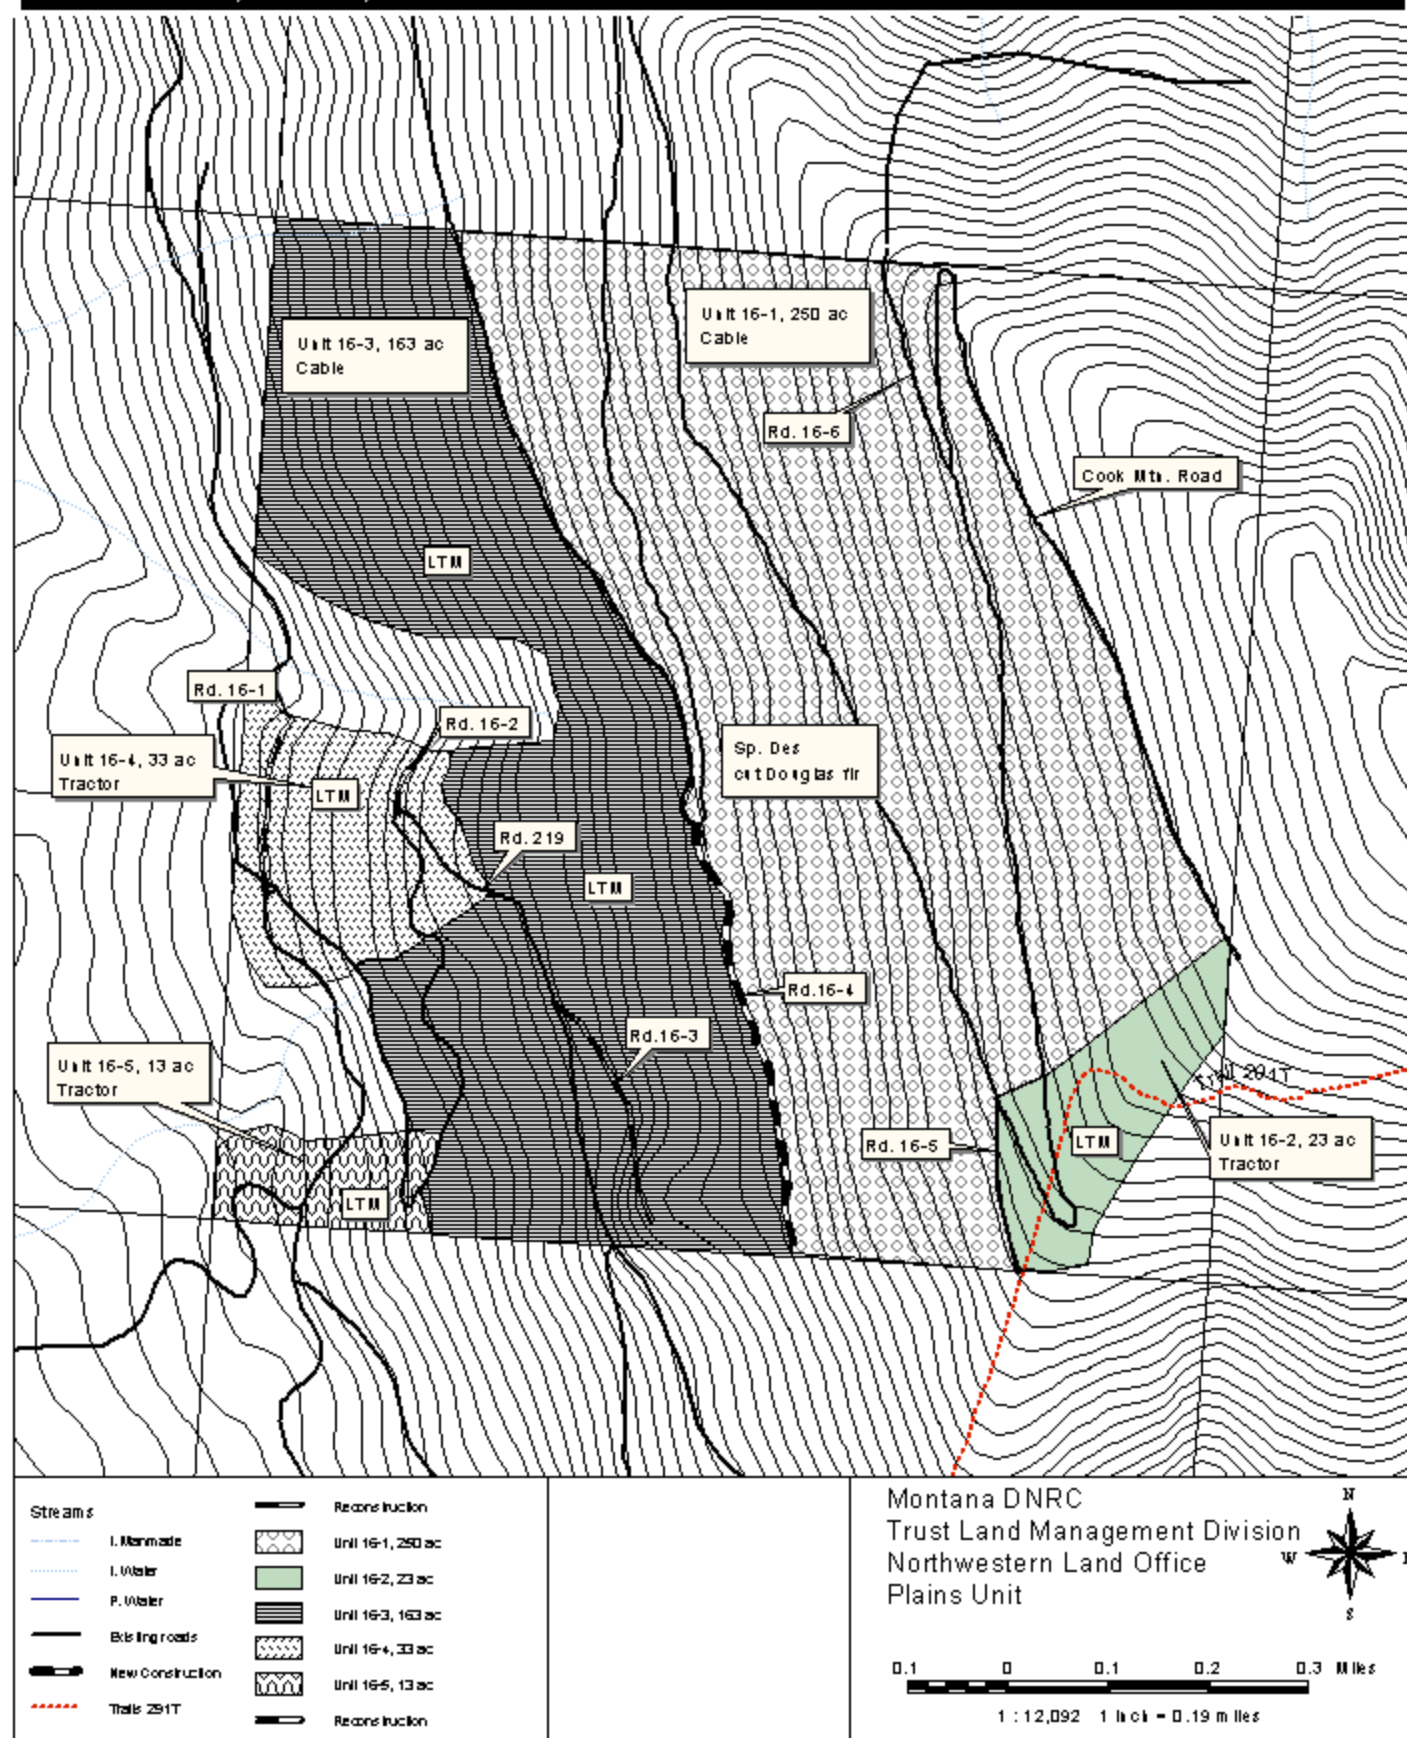 Unit 16-1, 250 ac
Cable
Unit 16-3, 163 ac
Cable
Rd. 16-6
Cook Mtn. Road
LTM
Rd. 16-1
Rd. 16-2
Unit 16-4, 33 ac
Tractor
Sp. Des
cut Douglas fir
LTM
Rd. 219
LTM
Rd.16-4
Rd.16-3
Unit 16-5, 13 ac
Tractor
Trail 291T
Rd. 16-5
LTM
Unit 16-2, 23 ac
Tractor
LTM
Streams
I. Manmade
I. Water
P. Water
Existing roads
New Construction
Trails 291T
Reconstruction
Unit 16-1, 250 ac
Unit 16-2, 23 ac
Unit 16-3, 163 ac
Unit 16-4, 33 ac
Unit 16-5, 13 ac
Reconstruction
Montana DNRC
Trust Land Management Division
Northwestern Land Office
Plains Unit
N
W
S
0.1 0 0.1 0.2 0.3 Miles
1 : 12,092 1 Inch = 0.19 miles